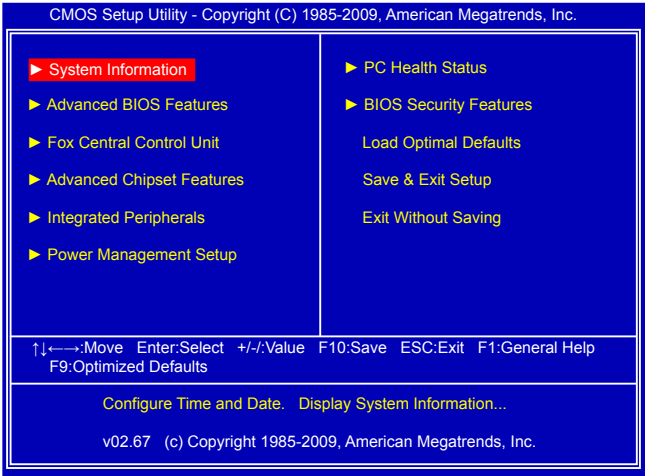 CMOS Setup Utility - Copyright (C) 1985-2009, American Megatrends, Inc.
► System Information
► Advanced BIOS Features
► Fox Central Control Unit
► Advanced Chipset Features
► Integrated Peripherals
► Power Management Setup
► PC Health Status
► BIOS Security Features
Load Optimal Defaults
Save & Exit Setup
Exit Without Saving
↑↓←→:Move Enter:Select +/-/:Value F10:Save ESC:Exit F1:General Help
F9:Optimized Defaults
Configure Time and Date. Display System Information...
v02.67 (c) Copyright 1985-2009, American Megatrends, Inc.